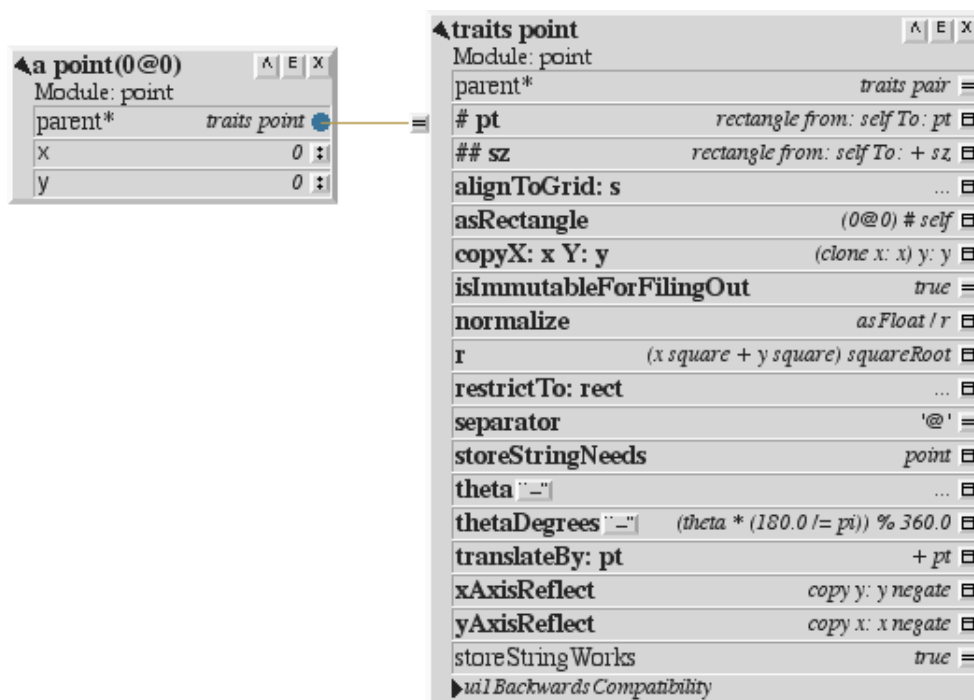 a point(0@0) Λ E X
Module: point
parent* traits point
x 0
y 0
traits point Λ E X
Module: point
parent* traits pair =
# pt rectangle from: self To: pt
## sz rectangle from: self To: + sz
alignToGrid: s ...
asRectangle (0@0) # self
copyX: x Y: y (clone x: x) y: y
isImmutableForFilingOut true =
normalize asFloat / r
r (x square + y square) squareRoot
restrictTo: rect ...
separator '@' =
storeStringNeeds point
theta "..." ...
thetaDegrees "..." (theta * (180.0 /= pi)) % 360.0
translateBy: pt + pt
xAxisReflect copy y: y negate
yAxisReflect copy x: x negate
storeStringWorks true =
ui1 Backwards Compatibility